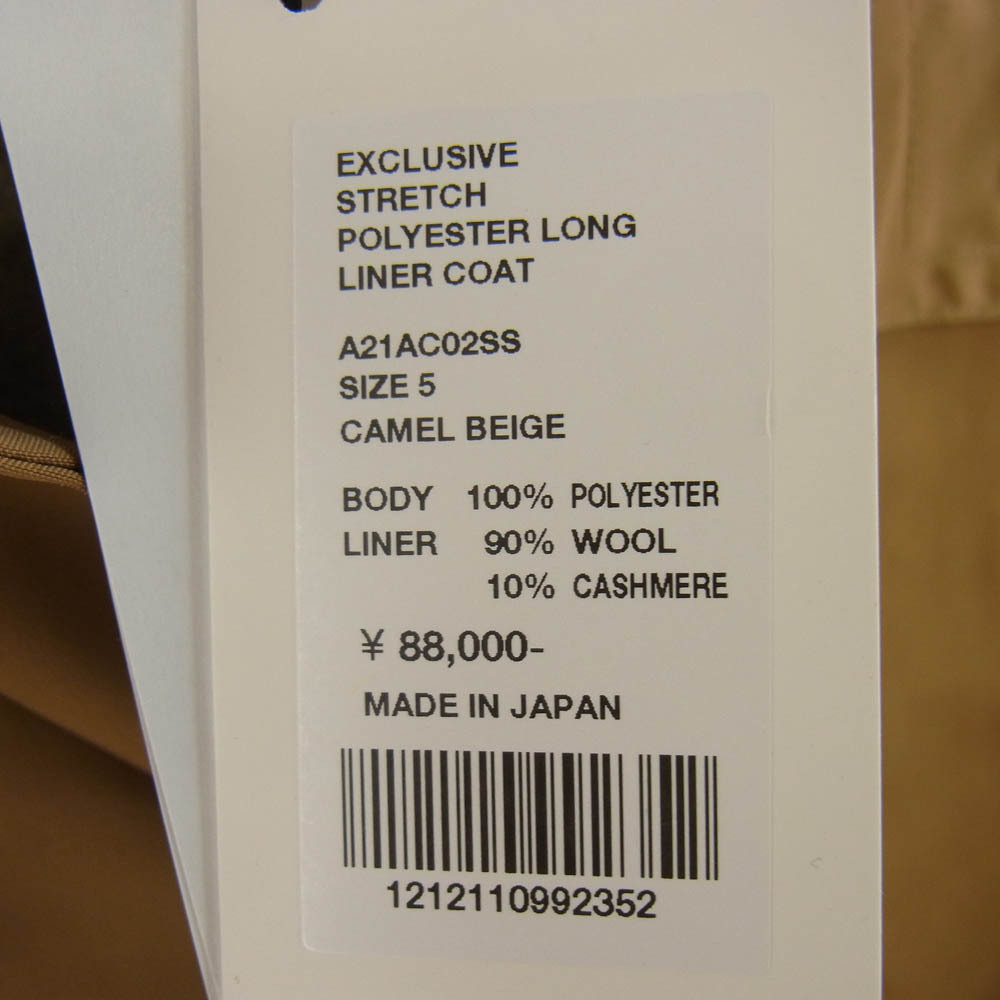 EXCLUSIVE
STRETCH
POLYESTER LONG
LINER COAT
A21AC02SS
SIZE 5
CAMEL BEIGE
BODY 100% POLYESTER
LINER 90% WOOL
10% CASHMERE
¥ 88,000-
MADE IN JAPAN
1212110992352